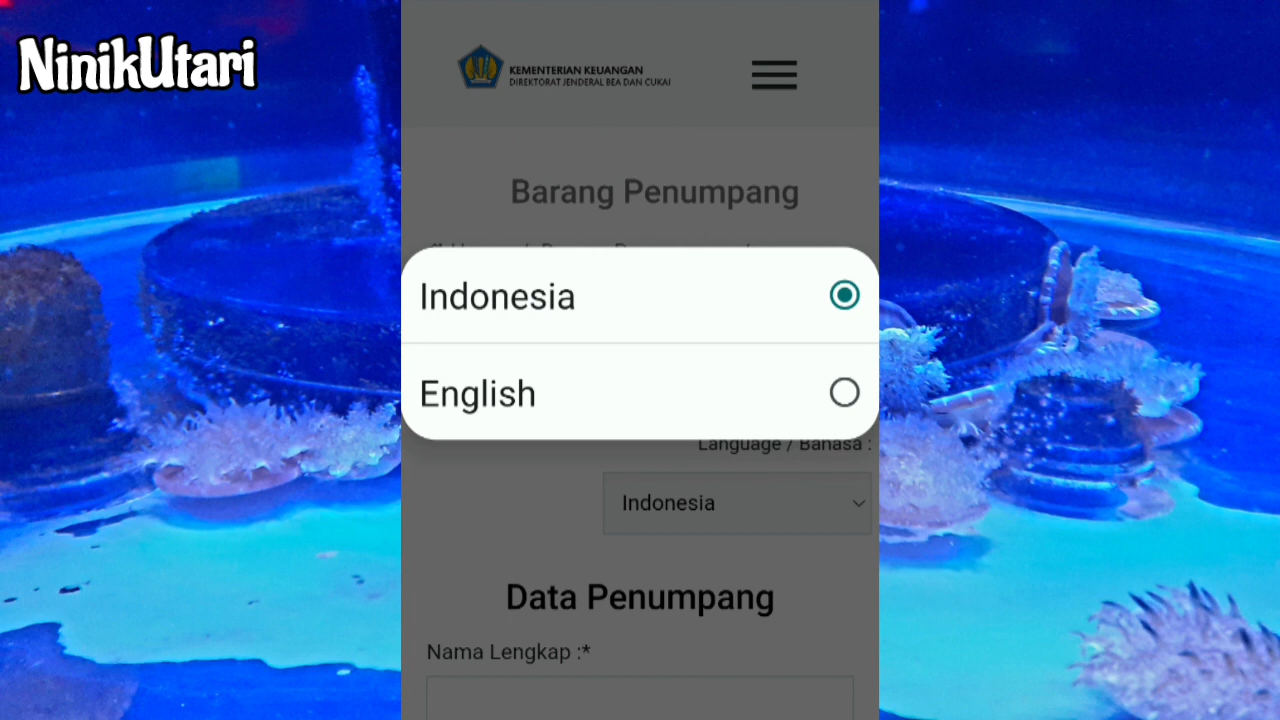 NinikUtari
KEMENTERIAN KEUANGAN
DIREKTORAT JENDERAL BEA DAN CUKAI
Barang Penumpang
Indonesia
English
Language / Bahasa :
Indonesia
Data Penumpang
Nama Lengkap :*